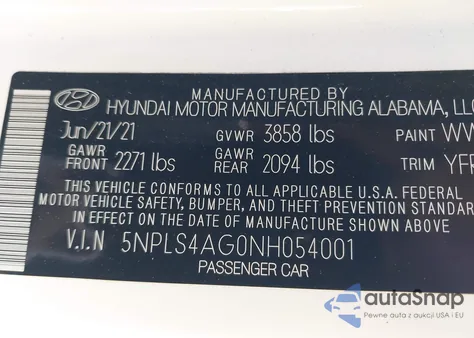 MANUFACTURED BY
HYUNDAI MOTOR MANUFACTURING ALABAMA, LLC
Jun/21/21 GVWR 3858 lbs PAINT
GAWR FRONT 2271 lbs GAWR REAR 2094 lbs TRIM
THIS VEHICLE CONFORMS TO ALL APPLICABLE U.S.A. FEDERAL
MOTOR VEHICLE SAFETY, BUMPER, AND THEFT PREVENTION STANDARD
IN EFFECT ON THE DATE OF MANUFACTURE SHOWN ABOVE
V.I.N 5NPLS4AG0NH054001
PASSENGER CAR
autoSnap
Pewne auta z aukcji USA i EU